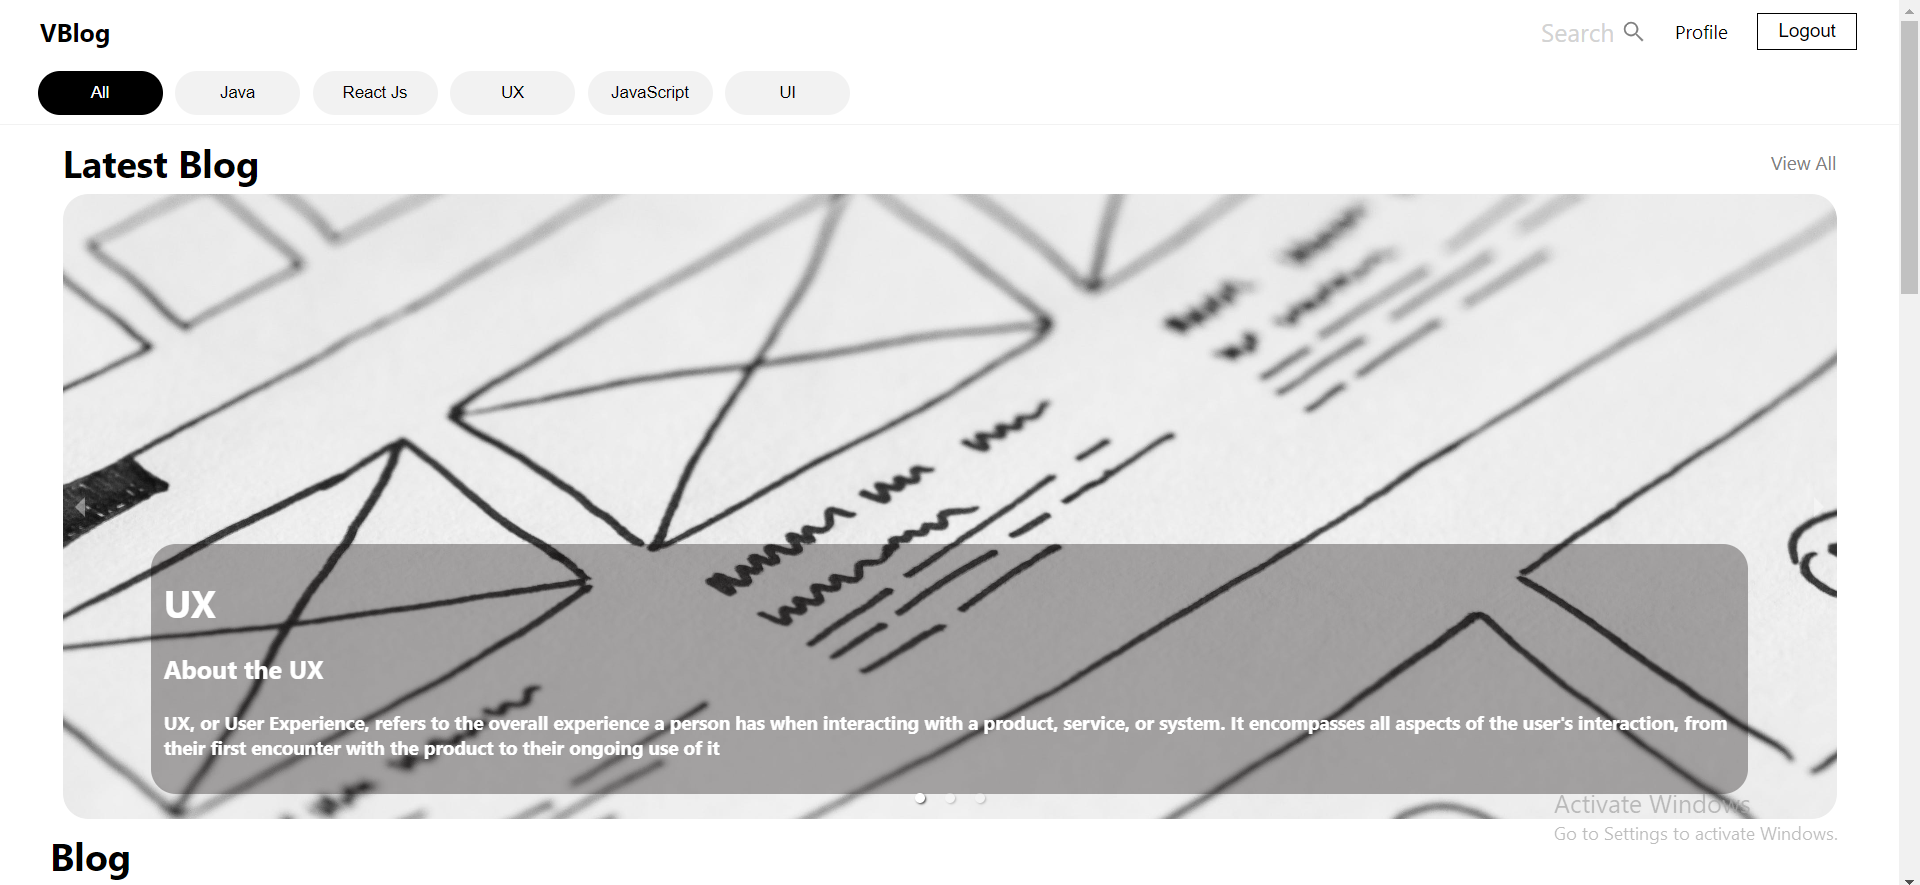 VBlog
Search
Profile
Logout
All
Java
React Js
UX
JavaScript
UI
Latest Blog
View All
UX
About the UX
UX, or User Experience, refers to the overall experience a person has when interacting with a product, service, or system. It encompasses all aspects of the user's interaction, from
their first encounter with the product to their ongoing use of it
Activate Windows
Go to Settings to activate Windows.
Blog